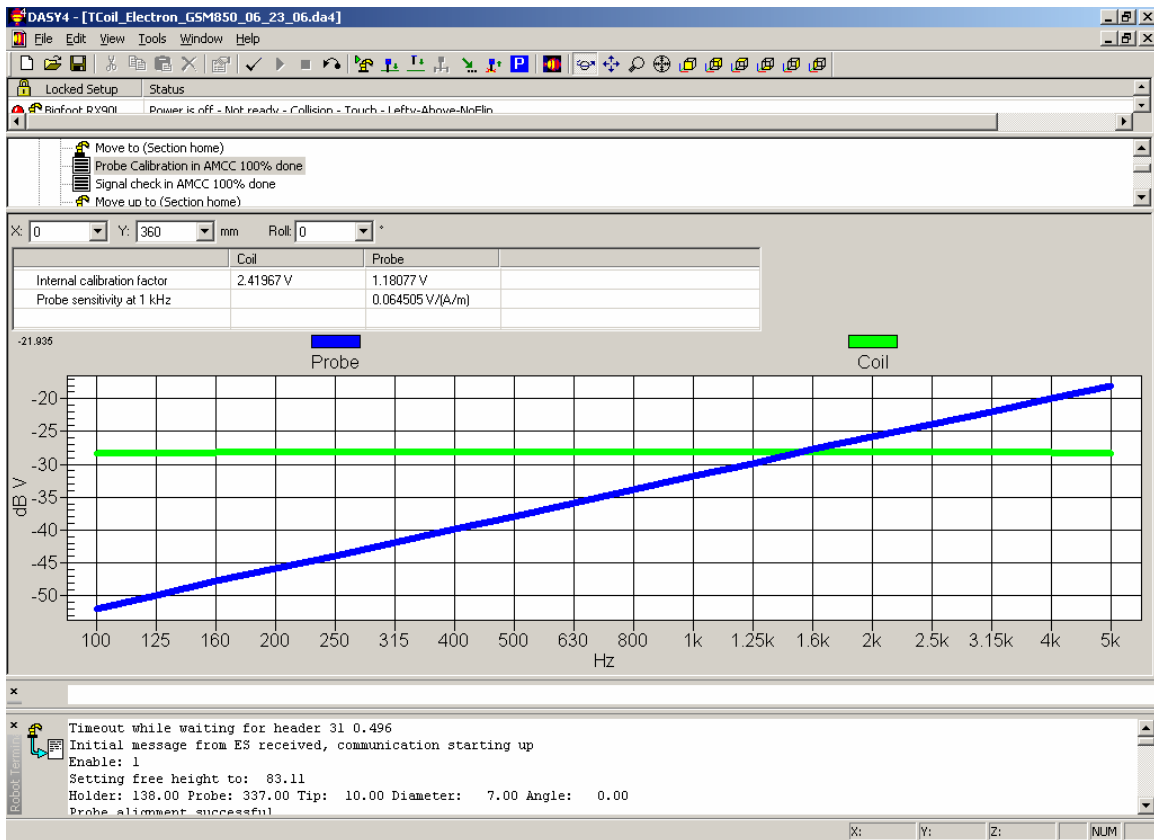 DASY4 - [TCoil_Electron_GSM850_06_23_06.da4]
File Edit View Tools Window Help
P
Locked Setup Status
Bigfoot RX90L Power is off - Not ready - Collision - Touch - Lefty-Above-NoFlip
Move to (Section home)
Probe Calibration in AMCC 100% done
Signal check in AMCC 100% done
Move up to (Section home)
X: 0 Y: 360 mm Roll: 0 °
Coil Probe
Internal calibration factor 2.41967 V 1.18077 V
Probe sensitivity at 1 kHz 0.064505 V/(A/m)
-21.935
Probe Coil
-20
-25
-30
-35
-40
-45
-50
dB V
100 125 160 200 250 315 400 500 630 800 1k 1.25k 1.6k 2k 2.5k 3.15k 4k 5k
Hz
Timeout while waiting for header 31 0.496
Initial message from ES received, communication starting up
Enable: 1
Setting free height to: 83.11
Holder: 138.00 Probe: 337.00 Tip: 10.00 Diameter: 7.00 Angle: 0.00
Probe alignment successful
Robot Termin
X: Y: Z: NUM